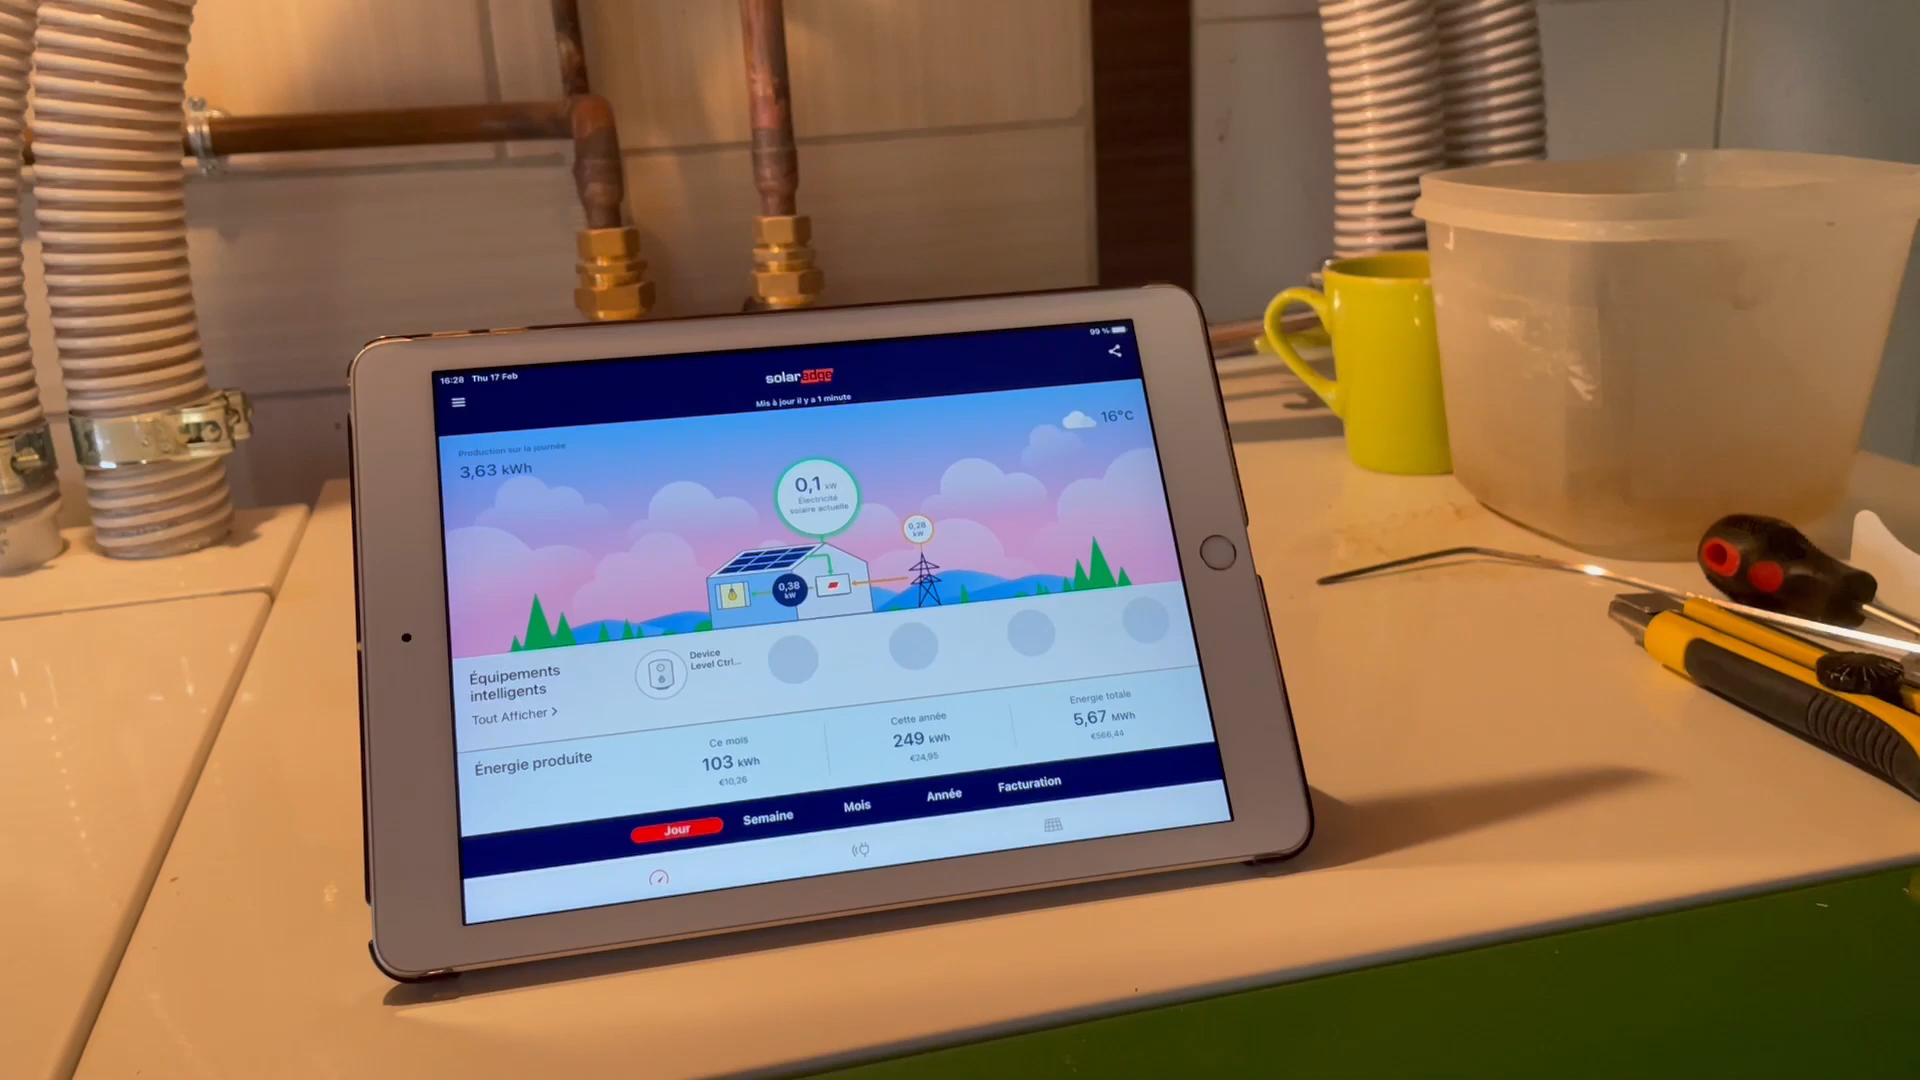 16:28 Thu 17 Feb
99 %
solaredge
Mis à jour il y a 1 minute
Production sur la journée
3,63 kWh
16°C
0,1 kW
Électricité
solaire actuelle
0,28
kW
0,38
kW
Équipements
intelligents
Tout Afficher >
Device
Level Ctrl...
Énergie produite
Ce mois
103 kWh
€10,26
Cette année
249 kWh
€24,95
Energie totale
5,67 MWh
€566,44
Jour
Semaine
Mois
Année
Facturation